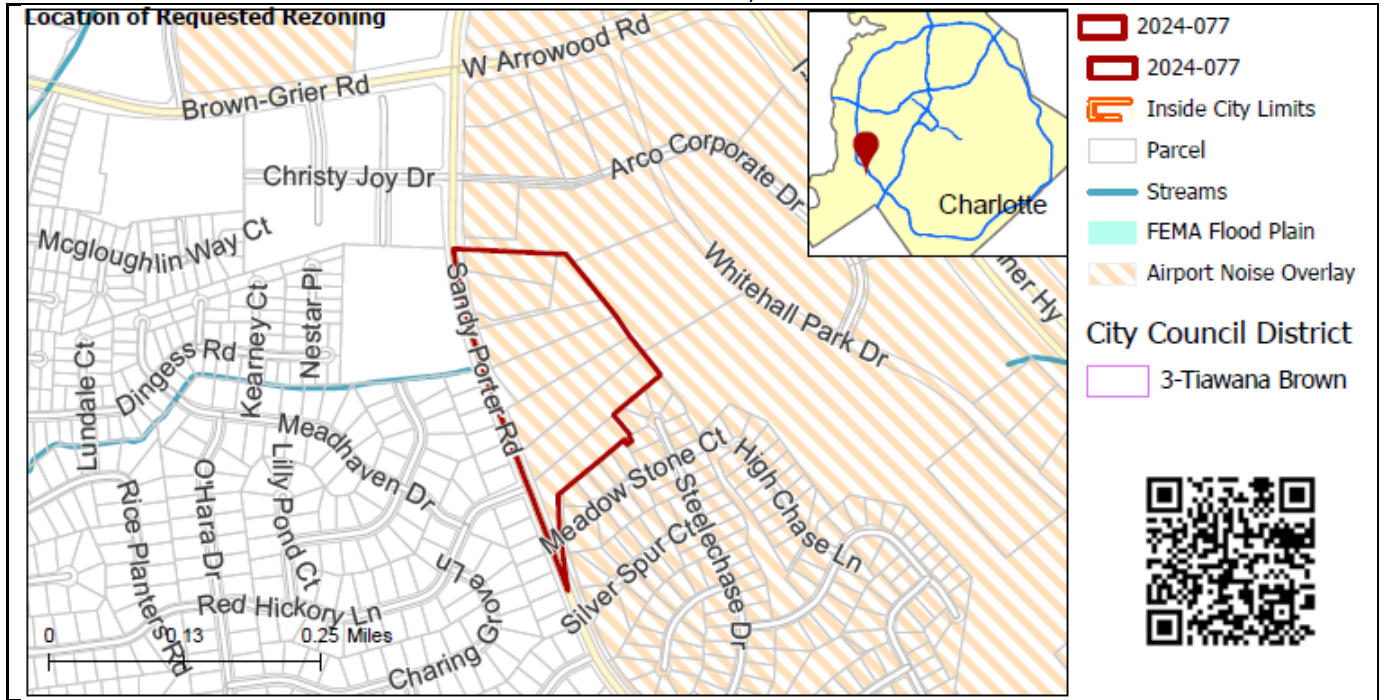 Location of Requested Rezoning
W Arrowood Rd
Brown-Grier Rd
Christy Joy Dr
Arco Corporate Dr
Mcgloughlin Way Ct
Sandy Porter Rd
Whitehall Park Dr
Kearney Ct
Nestar Pl
Lundale Ct
Dingess Rd
Meadhaven Dr
Meadow Stone Ct
High Chase Ln
Steelechase Dr
Silver Spur Ct
O'Hara Dr
Lilly Pond Ct
Rice Planters Rd
Red Hickory Ln
Grove Ln
Charing
0 0.13 0.25 Miles
I-
ner Hy
Charlotte
2024-077
2024-077
Inside City Limits
Parcel
Streams
FEMA Flood Plain
Airport Noise Overlay
City Council District
3-Tiawana Brown